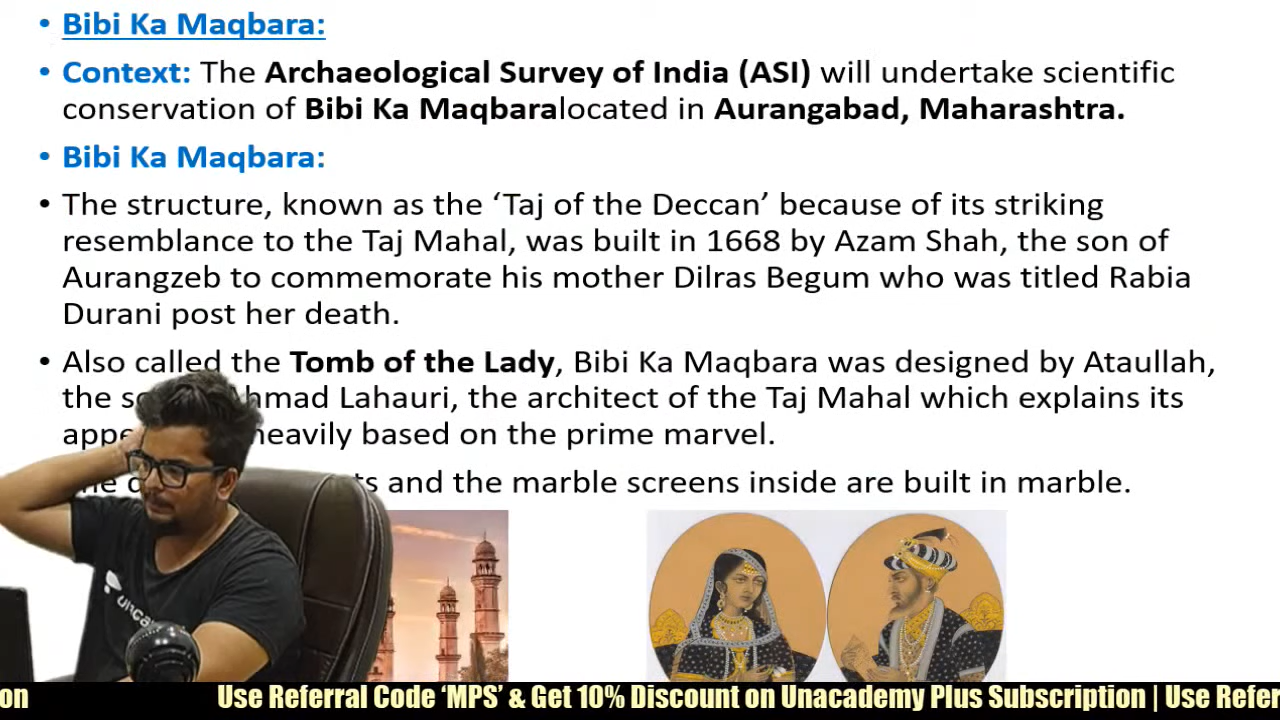 • Bibi Ka Maqbara:
• Context: The Archaeological Survey of India (ASI) will undertake scientific
conservation of Bibi Ka Maqbaralocated in Aurangabad, Maharashtra.
• Bibi Ka Maqbara:
• The structure, known as the ‘Taj of the Deccan’ because of its striking
resemblance to the Taj Mahal, was built in 1668 by Azam Shah, the son of
Aurangzeb to commemorate his mother Dilras Begum who was titled Rabia
Durani post her death.
• Also called the Tomb of the Lady, Bibi Ka Maqbara was designed by Ataullah,
the Ahmad Lahauri, the architect of the Taj Mahal which explains its
heavily based on the prime marvel.
and the marble screens inside are built in marble.
on Use Referral Code ‘MPS’ & Get 10% Discount on Unacademy Plus Subscription | Use Refer